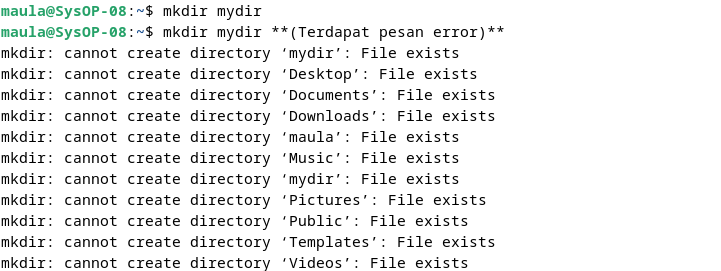 maula@SysOP-08:~$ mkdir mydir
maula@SysOP-08:~$ mkdir mydir **(Terdapat pesan error)**
mkdir: cannot create directory ‘mydir’: File exists
mkdir: cannot create directory ‘Desktop’: File exists
mkdir: cannot create directory ‘Documents’: File exists
mkdir: cannot create directory ‘Downloads’: File exists
mkdir: cannot create directory ‘maula’: File exists
mkdir: cannot create directory ‘Music’: File exists
mkdir: cannot create directory ‘mydir’: File exists
mkdir: cannot create directory ‘Pictures’: File exists
mkdir: cannot create directory ‘Public’: File exists
mkdir: cannot create directory ‘Templates’: File exists
mkdir: cannot create directory ‘Videos’: File exists